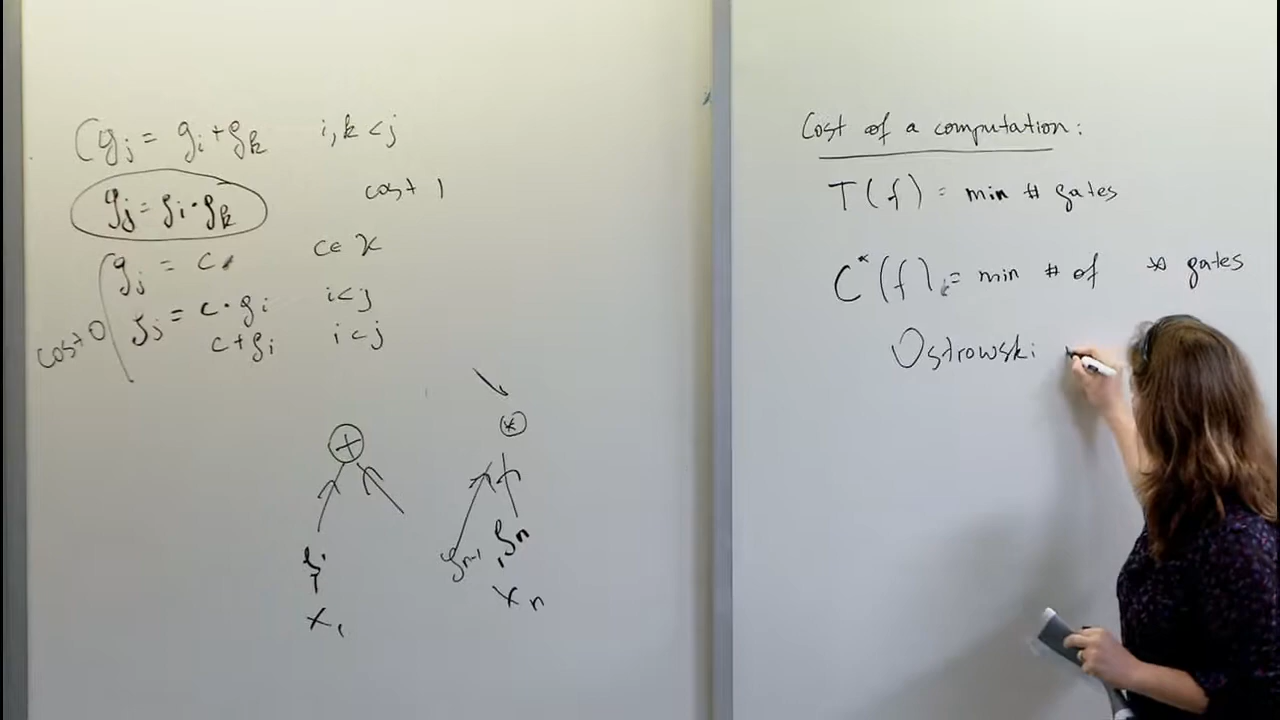 g_j = g_i + g_k    i, k < j
g_j = g_i · g_k    cost 1
g_j = c    c ∈ K
g_j = c · g_i    i < j
c + g_i    i < j
cost 0
+
*
g_1
x_1
g_{n-1}
g_n
x_n
Cost of a computation:
T(f) = min # gates
C*(f) = min # of * gates
Ostrowski